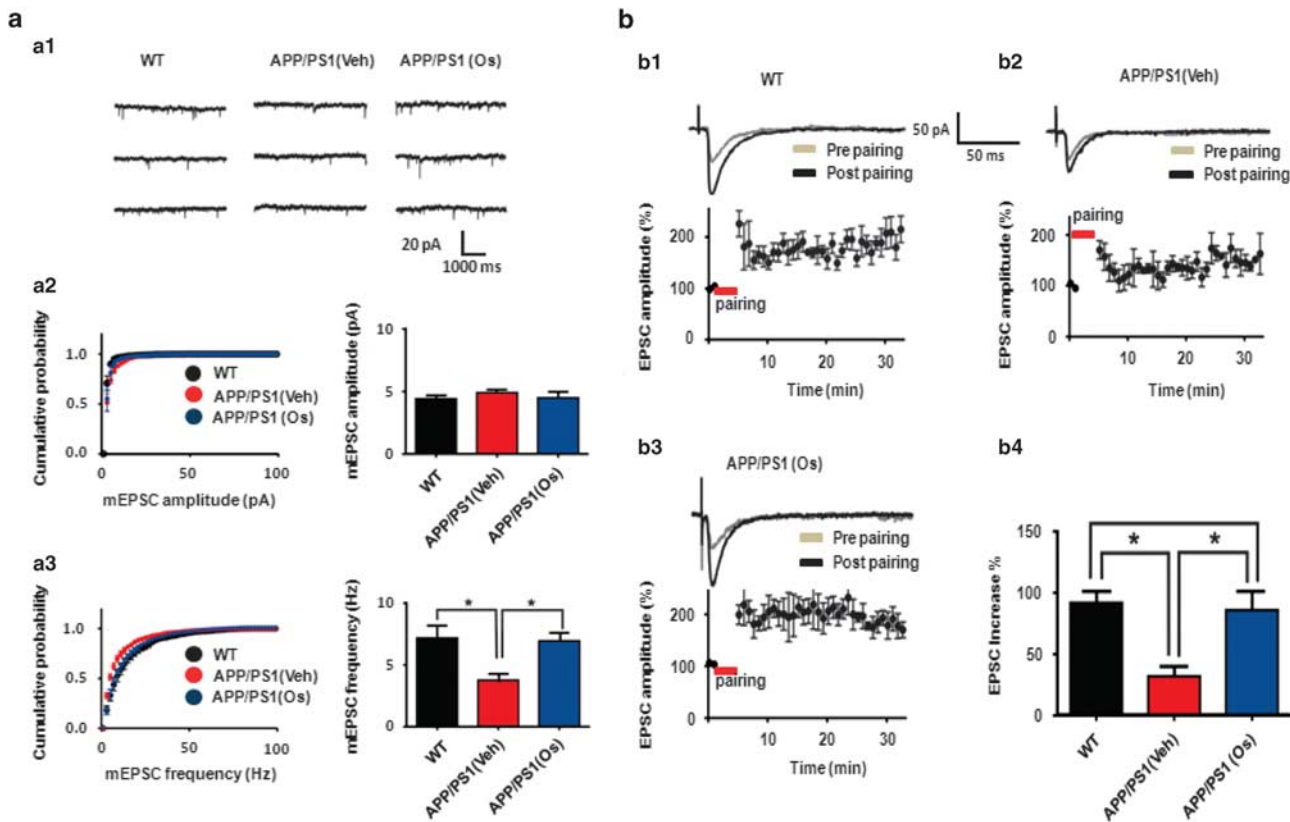 a
a1
WT
APP/PS1(Veh)
APP/PS1 (Os)
20 pA
1000 ms
a2
Cumulative probability
1.0
0.5
0.0
WT
APP/PS1(Veh)
APP/PS1 (Os)
50
100
mEPSC amplitude (pA)
mEPSC amplitude (pA)
10
5
0
WT
APP/PS1(Veh)
APP/PS1(Os)
a3
Cumulative probability
1.0
0.5
0.0
WT
APP/PS1(Veh)
APP/PS1(Os)
0
50
100
mEPSC frequency (Hz)
mEPSC frequency (Hz)
10
5
0
* *
WT
APP/PS1(Veh)
APP/PS1(Os)
b
b1
WT
50 pA
50 ms
Pre pairing
Post pairing
EPSC amplitude (%)
200
100
0
pairing
10 20 30
Time (min)
b2
APP/PS1(Veh)
EPSC amplitude (%)
200
100
0
pairing
10 20 30
Time (min)
b3
APP/PS1 (Os)
Pre pairing
Post pairing
EPSC amplitude (%)
200
100
0
pairing
10 20 30
Time (min)
b4
EPSC Increase %
150
100
50
0
* *
WT
APP/PS1(Veh)
APP/PS1 (Os)